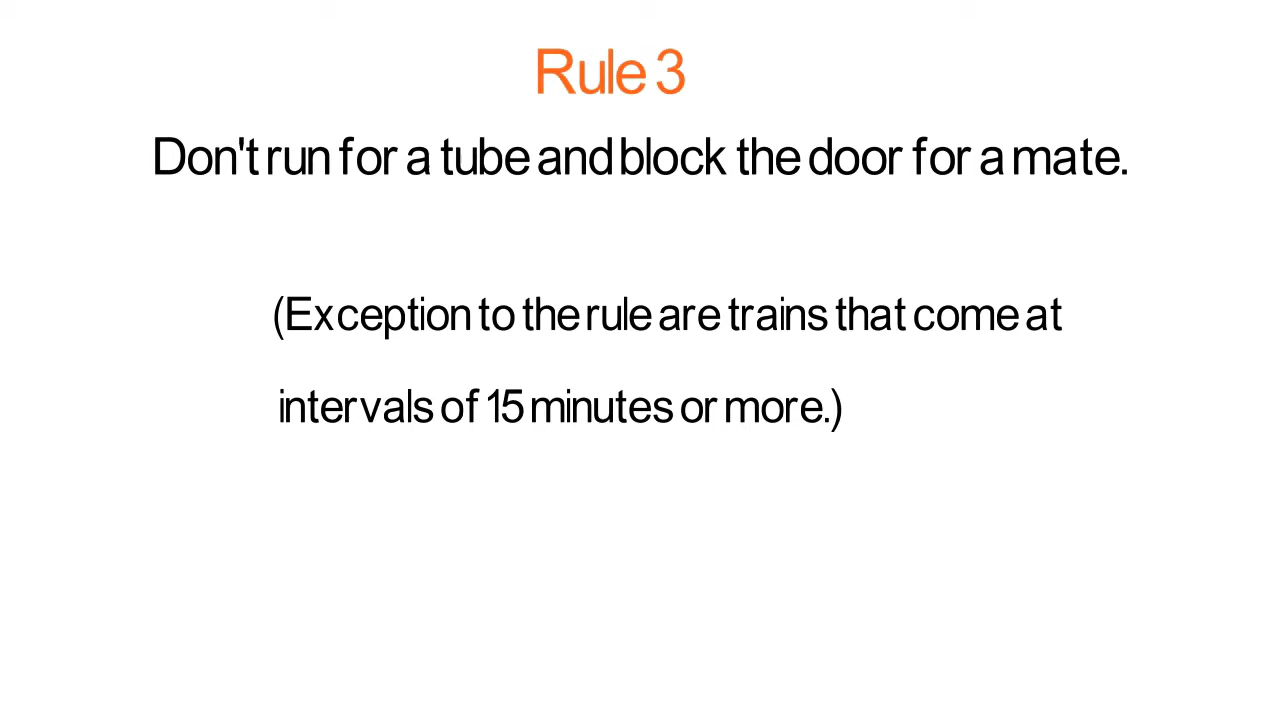 Rule 3
Don't run for a tube and block the door for a mate.
(Exception to the rule are trains that come at
intervals of 15 minutes or more.)